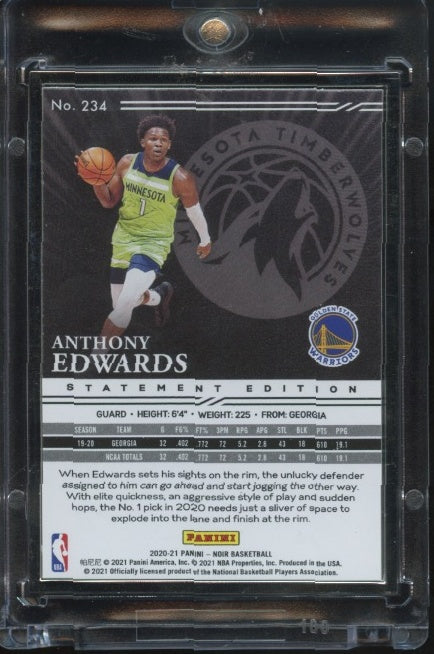 No. 234
MINNESOTA TIMBERWOLVES
MINNESOTA
1
GOLDEN STATE
WARRIORS
ANTHONY
EDWARDS
STATEMENT EDITION
GUARD • HEIGHT: 6'4" • WEIGHT: 225 • FROM: GEORGIA
SEASON TEAM G FG% FT% 3PM RPG APG STL BLK PTS PPG
19-20 GEORGIA 32 .402 .772 72 5.2 2.8 43 18 610 19.1
NCAA TOTALS 32 .402 .772 72 5.2 2.8 43 18 610 19.1
When Edwards sets his sights on the rim, the unlucky defender
assigned to him can go ahead and start jogging the other way.
With elite quickness, an aggressive style of play and sudden
hops, the No. 1 pick in 2020 needs just a sliver of space to
explode into the lane and finish at the rim.
PANINI
NBA
2020-21 PANINI – NOIR BASKETBALL
帕尼尼 © 2021 Panini America, Inc. © 2021 NBA Properties, Inc. Produced in the USA.
© 2021 Officially licensed product of the National Basketball Players Association.